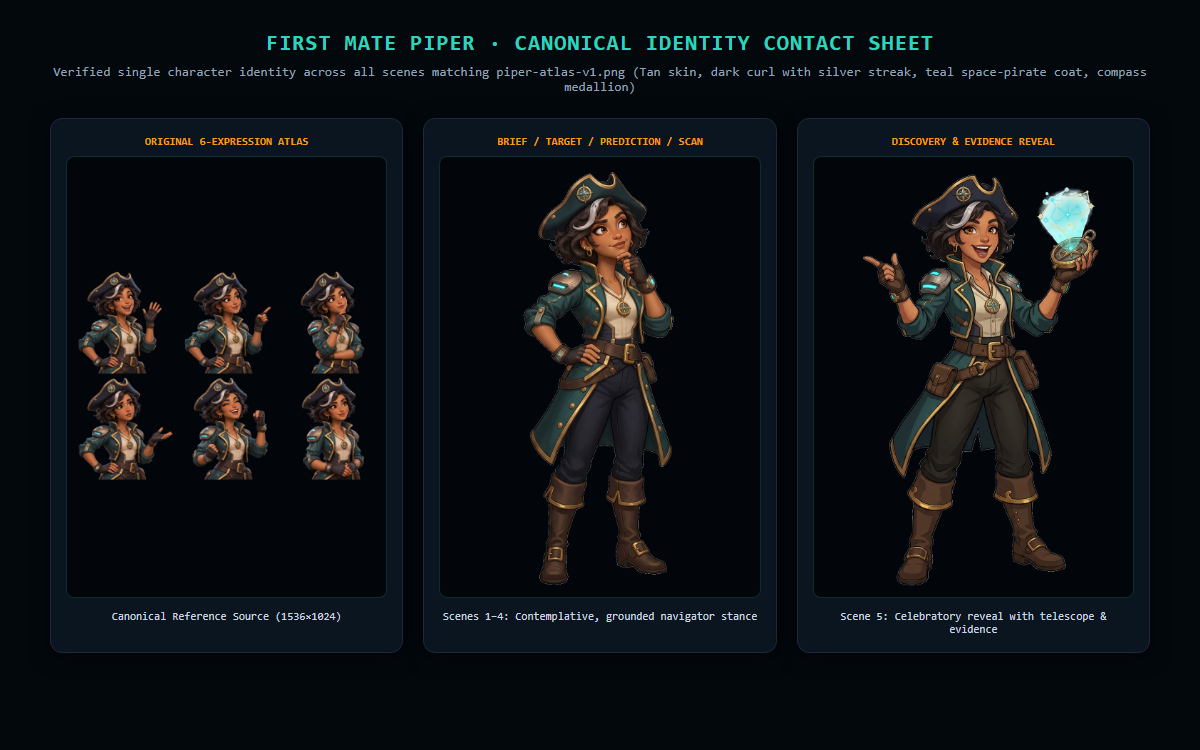 FIRST MATE PIPER · CANONICAL IDENTITY CONTACT SHEET
Verified single character identity across all scenes matching piper-atlas-v1.png (Tan skin, dark curl with silver streak, teal space-pirate coat, compass
medallion)
ORIGINAL 6-EXPRESSION ATLAS
BRIEF / TARGET / PREDICTION / SCAN
DISCOVERY & EVIDENCE REVEAL
Canonical Reference Source (1536×1024)
Scenes 1–4: Contemplative, grounded navigator stance
Scene 5: Celebratory reveal with telescope &
evidence